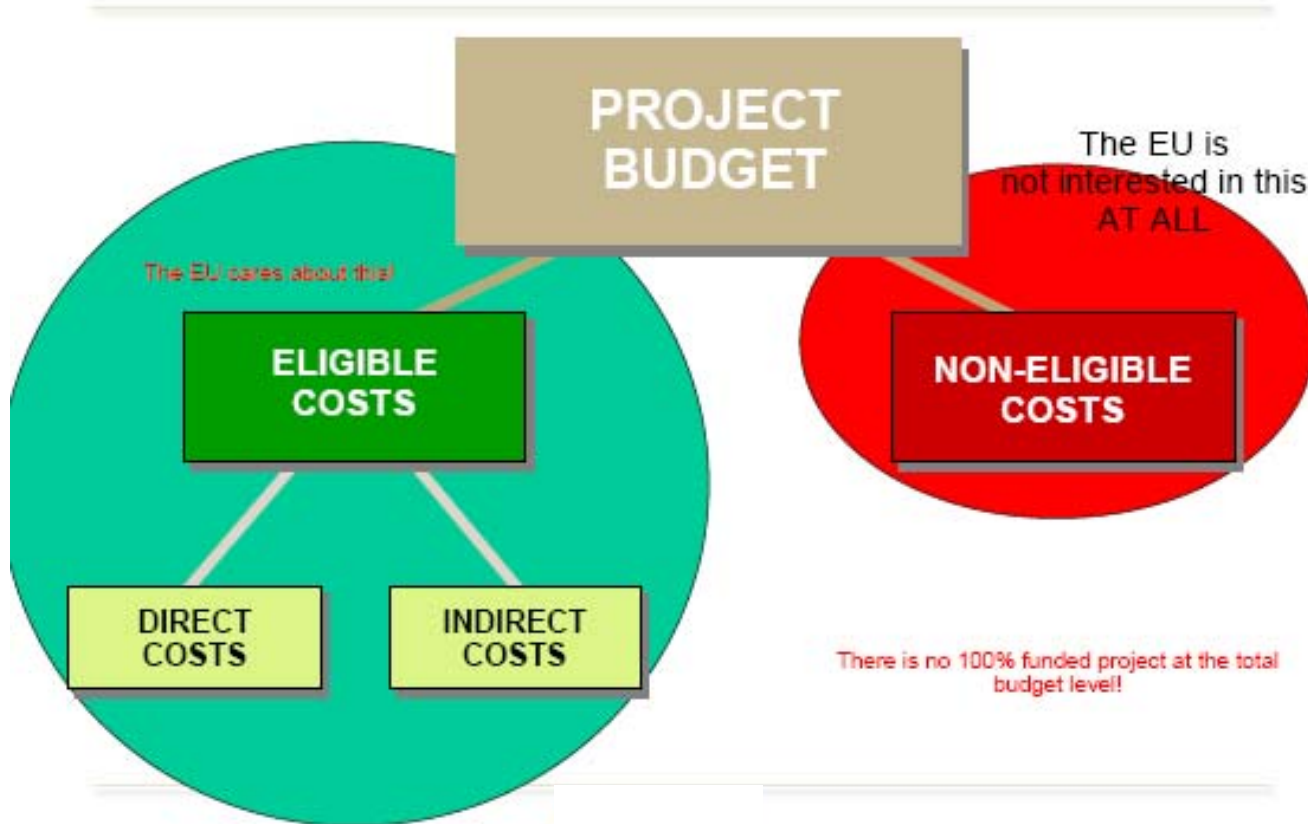 PROJECT
BUDGET
The EU is
not interested in this
AT ALL
The EU cares about this!
ELIGIBLE
COSTS
NON-ELIGIBLE
COSTS
DIRECT
COSTS
INDIRECT
COSTS
There is no 100% funded project at the total
budget level!